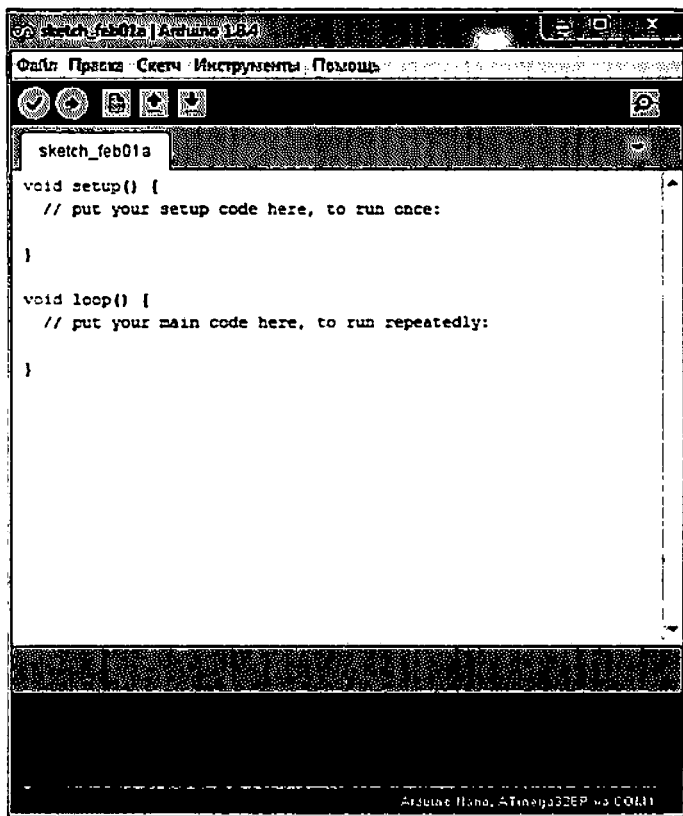 sketch_feb01a | Arduino 1.8.4
Файл Правка Скетч Инструменты Помощь
sketch_feb01a
void setup() {
  // put your setup code here, to run once:
}
void loop() {
  // put your main code here, to run repeatedly:
}
Arduino Nano, ATmega328P на COM1